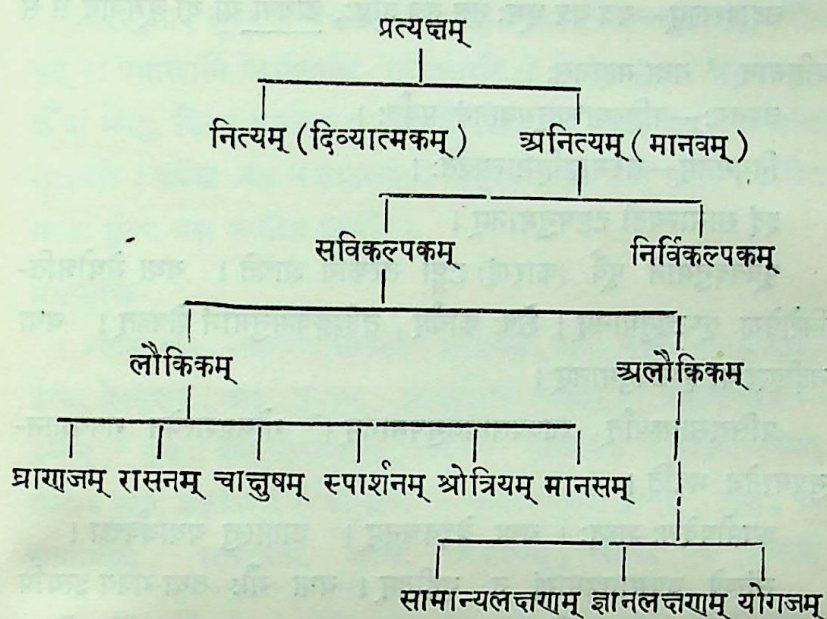 प्रत्यक्षम्
नित्यम् (दिव्यात्मकम्) अनित्यम् (मानवम्)
सविकल्पकम् निर्विकल्पकम्
लौकिकम् अलौकिकम्
घ्राणजम् रासनम् चाक्षुषम् स्पार्शनम् श्रोत्रियम् मानसम्
सामान्यलक्षणम् ज्ञानलक्षणम् योगजम्